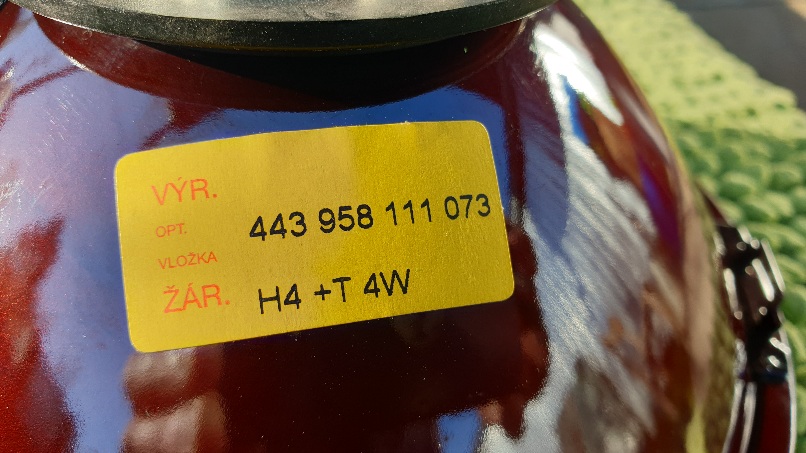 VÝR.
OPT. 443 958 111 073
VLOŽKA
ŽÁR. H4 +T 4W